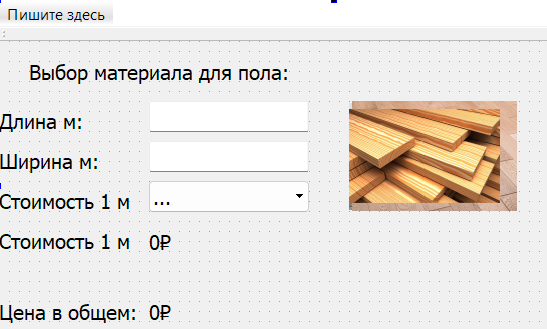 Пишите здесь
Выбор материала для пола:
Длина м:
Ширина м:
Стоимость 1 м
...
Стоимость 1 м
0₽
Цена в общем:
0₽